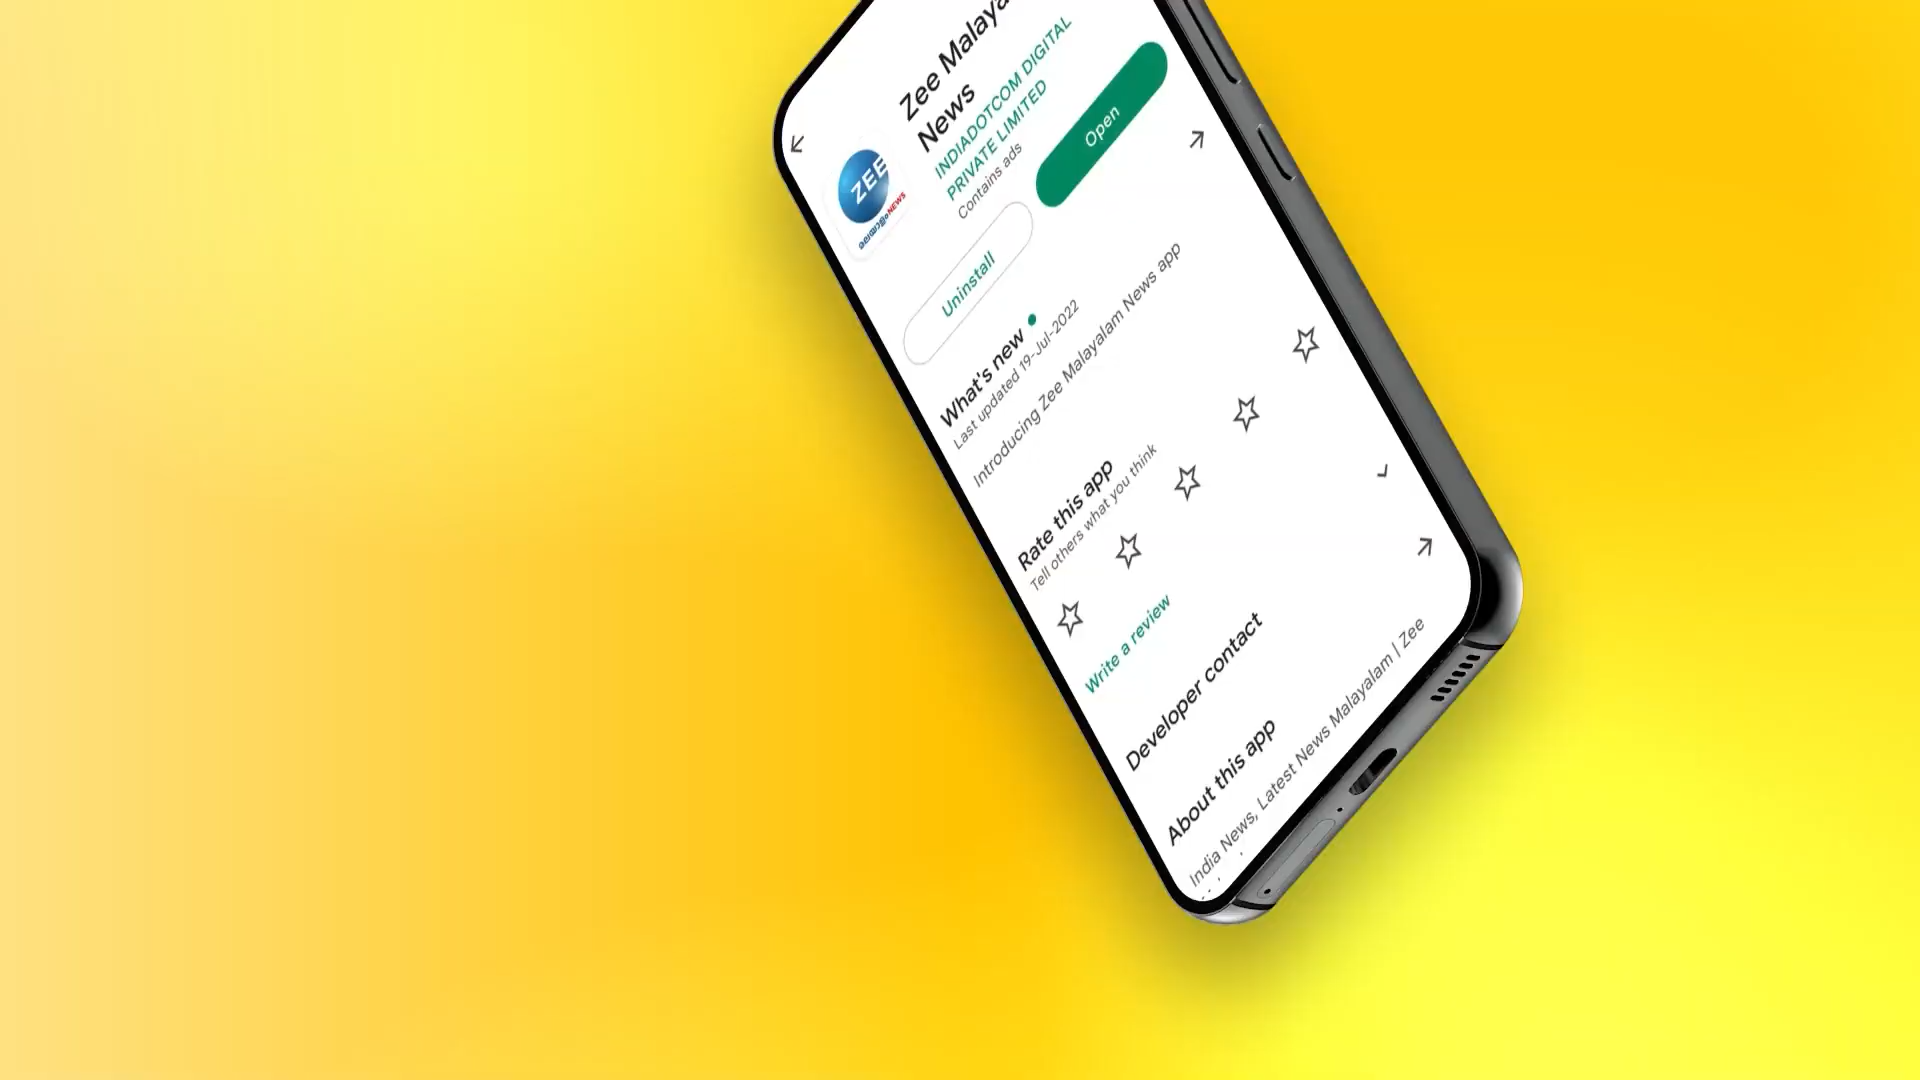 Zee Malaya
News
INDIADOTCOM DIGITAL
PRIVATE LIMITED
Contains ads
ZEE
മലയാളം NEWS
Uninstall
Open
What's new
Last updated 19-Jul-2022
Introducing Zee Malayalam News app
Rate this app
Tell others what you think
Write a review
Developer contact
About this app
India News, Latest News Malayalam | Zee